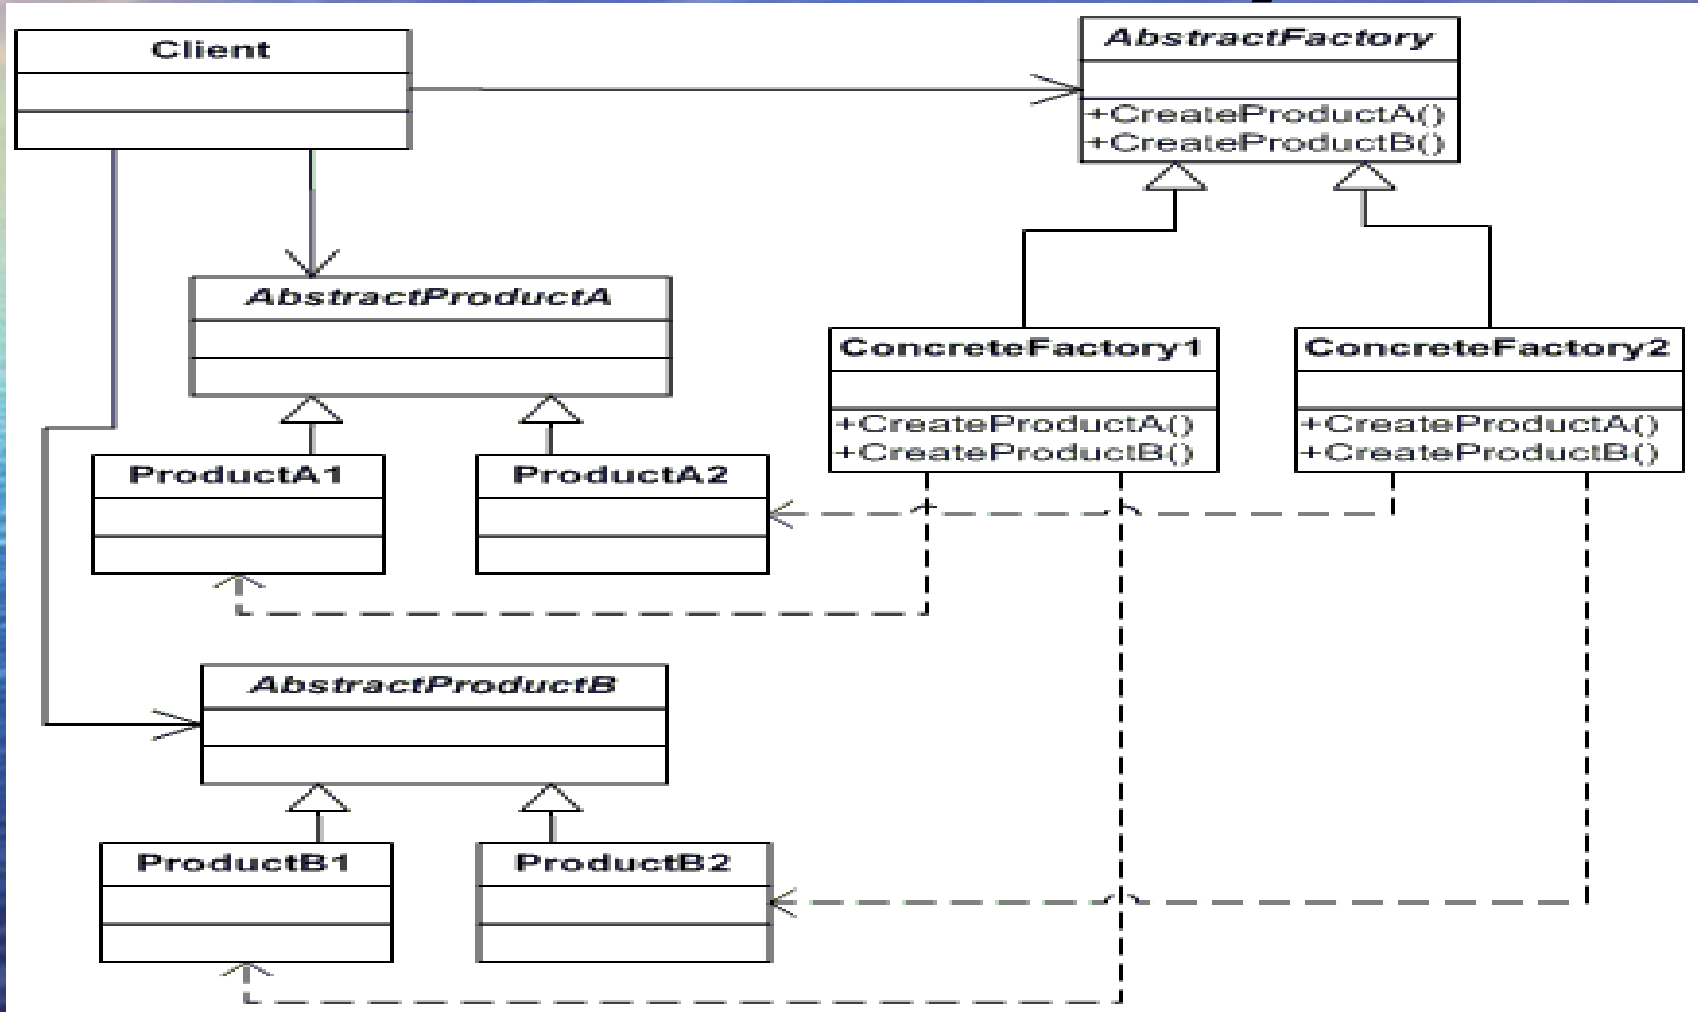 Client
AbstractFactory
+CreateProductA()
+CreateProductB()
AbstractProductA
ConcreteFactory1
+CreateProductA()
+CreateProductB()
ConcreteFactory2
+CreateProductA()
+CreateProductB()
ProductA1
ProductA2
AbstractProductB
ProductB1
ProductB2